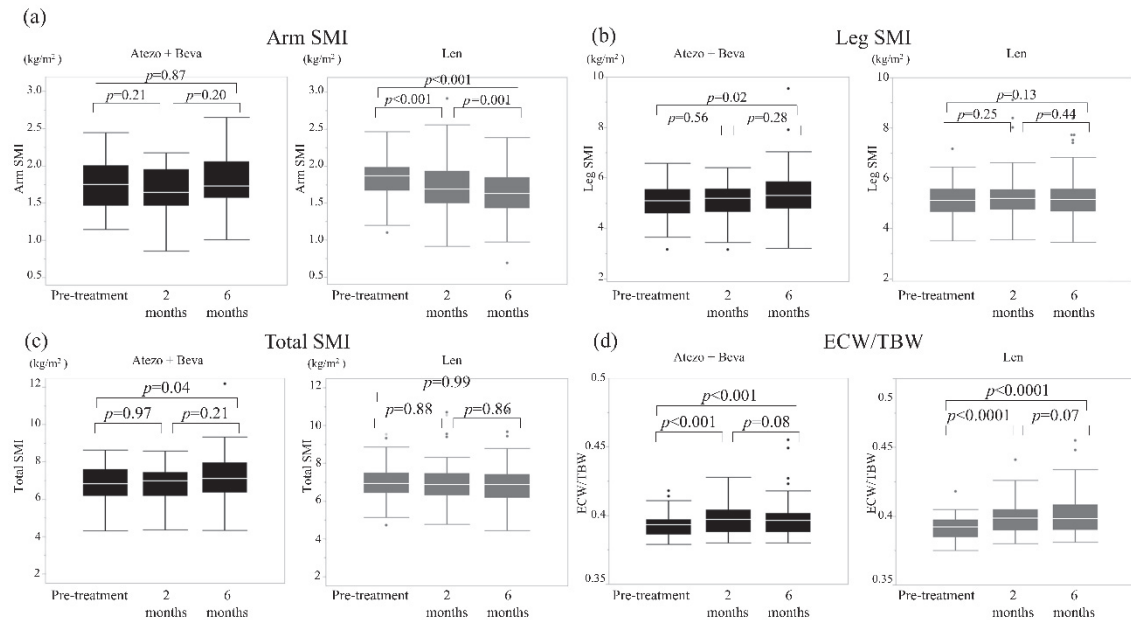 (a)
Arm SMI
(kg/m²)
Atezo + Beva
p=0.87
p=0.21
p=0.20
3.0
2.5
2.0
1.5
1.0
0.5
Arm SMI
Pre-treatment
2
months
6
months
(kg/m²)
Len
p<0.001
p<0.001
p−0.001
3.0
2.5
2.0
1.5
1.0
0.5
Arm SMI
Pre-treatment
2
months
6
months
(b)
Leg SMI
(kg/m²)
Atezo − Beva
p−0.02
p=0.56
p=0.28
10
8
6
4
2
Leg SMI
Pre-treatment
2
months
6
months
(kg/m²)
Len
p−0.13
p=0.25
p=0.44
10
8
6
4
2
Leg SMI
Pre-treatment
2
months
6
months
(c)
Total SMI
(kg/m²)
Atezo + Beva
p=0.04
p=0.97
p=0.21
12
10
8
6
4
2
Total SMI
Pre-treatment
2
months
6
months
(kg/m²)
Len
p=0.99
p=0.88
p=0.86
12
10
8
6
4
2
Total SMI
Pre-treatment
2
months
6
months
(d)
ECW/TBW
Atezo − Beva
p<0.001
p<0.001
p=0.08
0.5
0.45
0.4
0.35
ECW/TBW
Pre-treatment
2
months
6
months
Len
p<0.0001
p<0.0001
p=0.07
0.5
0.45
0.4
0.35
ECW/TBW
Pre-treatment
2
months
6
months